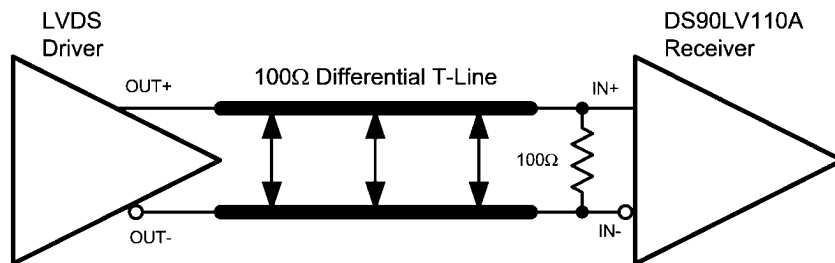 LVDS
Driver
DS90LV110A
Receiver
OUT+
100Ω Differential T-Line
IN+
100Ω
OUT-
IN-